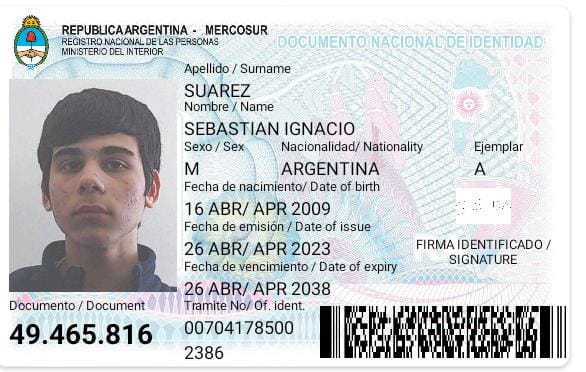 REPUBLICA ARGENTINA - MERCOSUR
REGISTRO NACIONAL DE LAS PERSONAS
MINISTERIO DEL INTERIOR
DOCUMENTO NACIONAL DE IDENTIDAD
Apellido / Surname
SUAREZ
Nombre / Name
SEBASTIAN IGNACIO
Sexo / Sex Nacionalidad/ Nationality Ejemplar
M ARGENTINA A
Fecha de nacimiento/ Date of birth
16 ABR/ APR 2009
Fecha de emisión / Date of issue
26 ABR/ APR 2023
FIRMA IDENTIFICADO / SIGNATURE
Fecha de vencimiento / Date of expiry
26 ABR/ APR 2038
Documento / Document
49.465.816
Tramite No/ Of. ident.
00704178500
2386